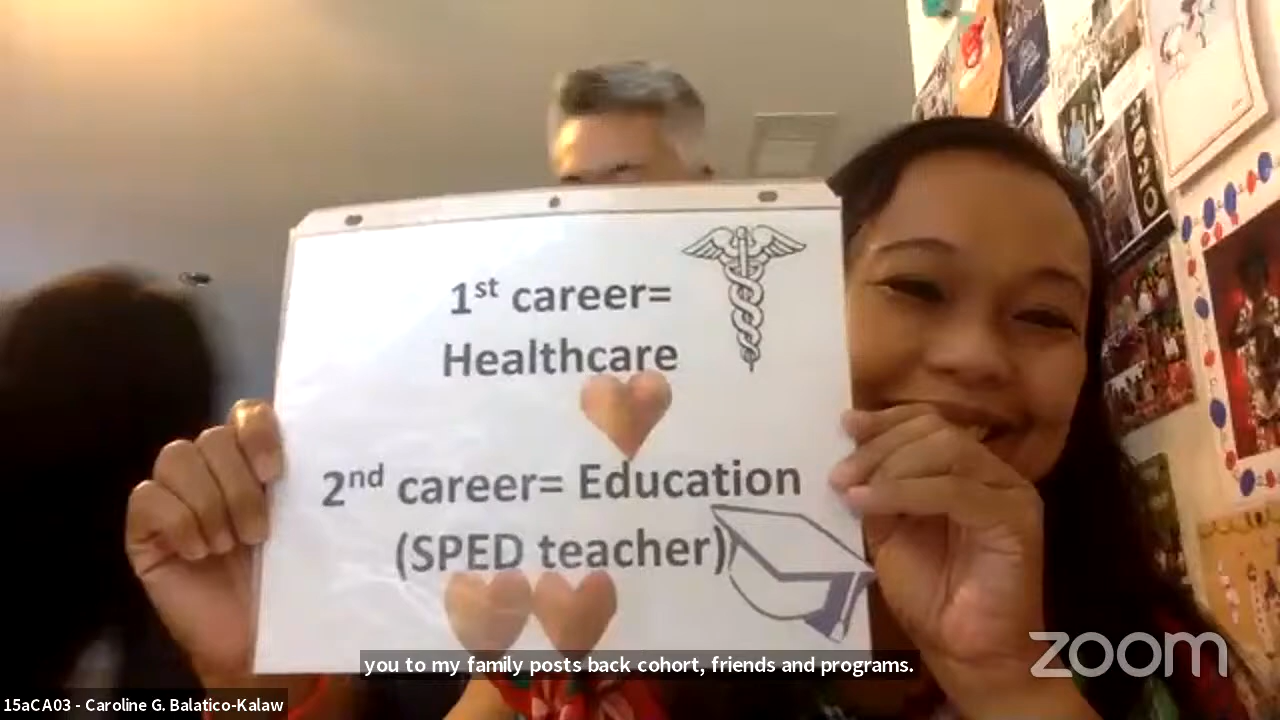 1st career=
Healthcare
2nd career= Education
(SPED teacher)
2020
you to my family posts back cohort, friends and programs.
15aCA03 - Caroline G. Balatico-Kalaw
zoom